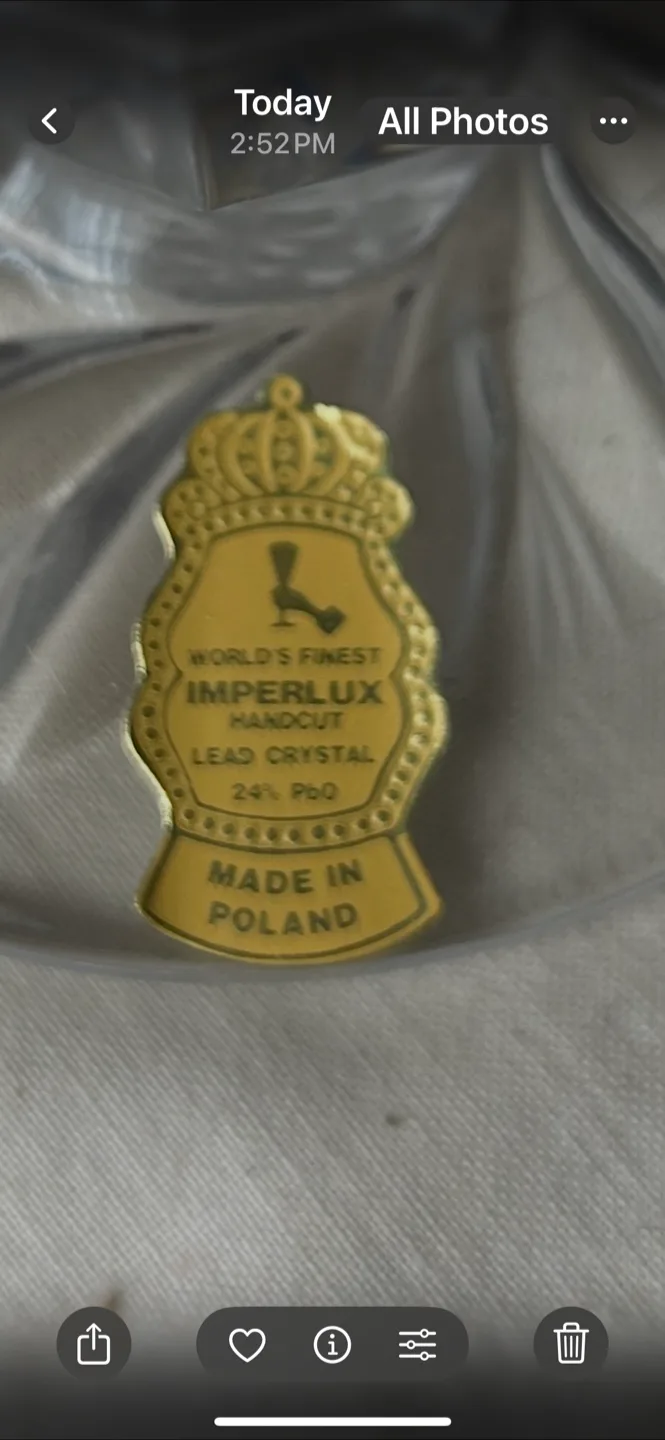 Today
2:52 PM
All Photos
WORLD'S FINEST
IMPERLUX
HANDCUT
LEAD CRYSTAL
24% PbO
MADE IN
POLAND